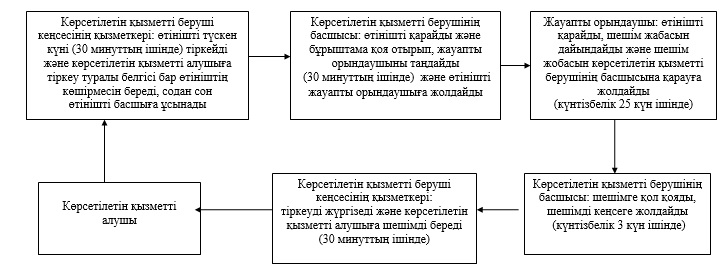 Көрсетілетін қызметті беруші
кеңсесінің қызметкері: өтінішті түскен
күні (30 минуттың ішінде) тіркейді
және көрсетілетін қызметті алушыға
тіркеу туралы белгісі бар өтініштің
көшірмесін береді, содан сон
өтінішті басшыға ұсынады
Көрсетілетін қызметті берушінің
басшысы: өтінішті қарайды және
бұрыштама қоя отырып, жауапты
орындаушыны таңдайды
(30 минуттың ішінде) және өтінішті
жауапты орындаушыға жолдайды
Жауапты орындаушы: өтінішті
қарайды, шешім жабасын
дайындайды және шешім
жобасын көрсетілетін қызметті
берушінің басшысына қарауға
жолдайды
(күнтізбелік 25 күн ішінде)
Көрсетілетін қызметті
алушы
Көрсетілетін қызметті беруші
кеңсесінің қызметкері:
тіркеуді жүргіседі және көрсетілетін
қызметті алушыға шешімді береді
(30 минуттың ішінде)
Көрсетілетін қызметті берушінің
басшысы: шешімге қол қояды,
шешімді кеңсеге жолдайды
(күнтізбелік 3 күн ішінде)